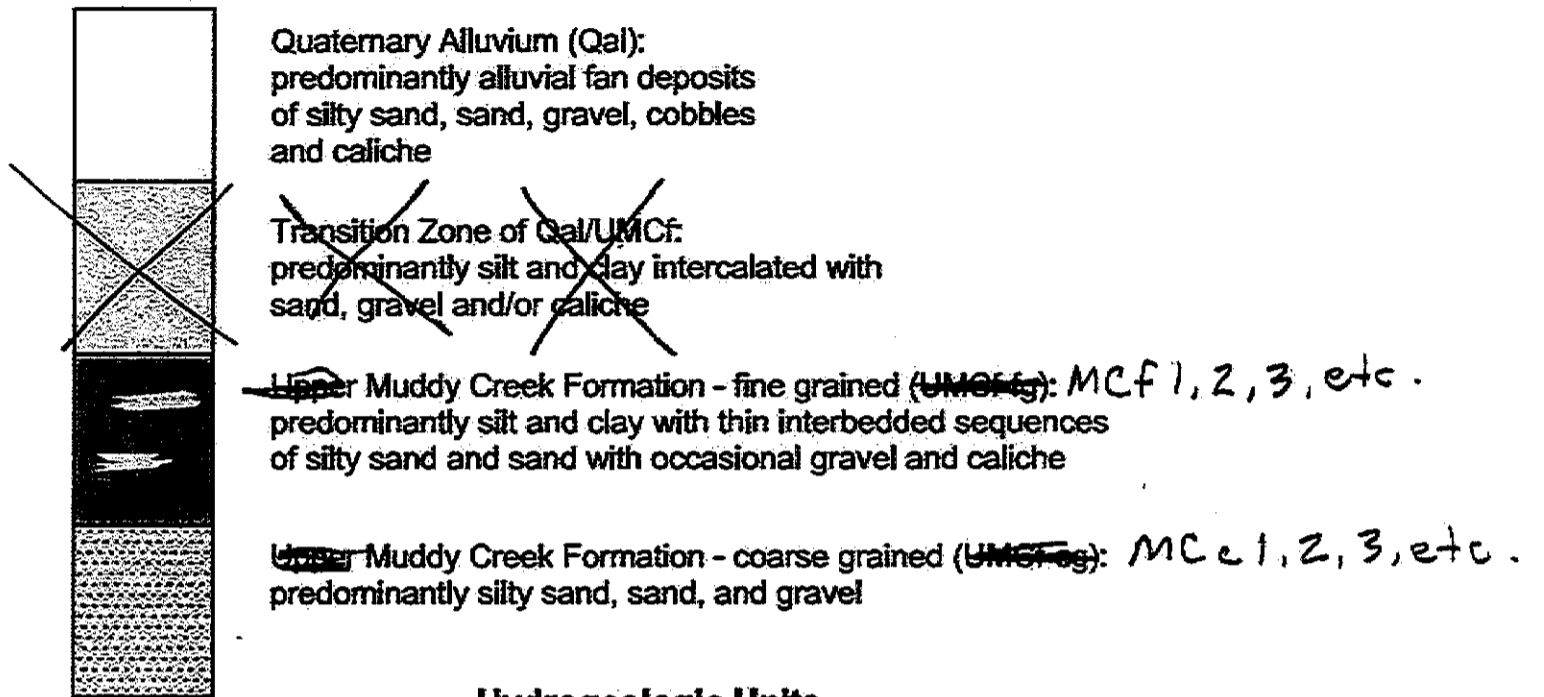 Quaternary Alluvium (Qal):
predominantly alluvial fan deposits
of silty sand, sand, gravel, cobbles
and caliche
Transition Zone of Qal/UMCf:
predominantly silt and clay intercalated with
sand, gravel and/or caliche
Upper Muddy Creek Formation - fine grained (UMCf-fg): MCf 1, 2, 3, etc.
predominantly silt and clay with thin interbedded sequences
of silty sand and sand with occasional gravel and caliche
Upper Muddy Creek Formation - coarse grained (UMCf-cg): MCc 1, 2, 3, etc.
predominantly silty sand, sand, and gravel
Hydrogeologic Units